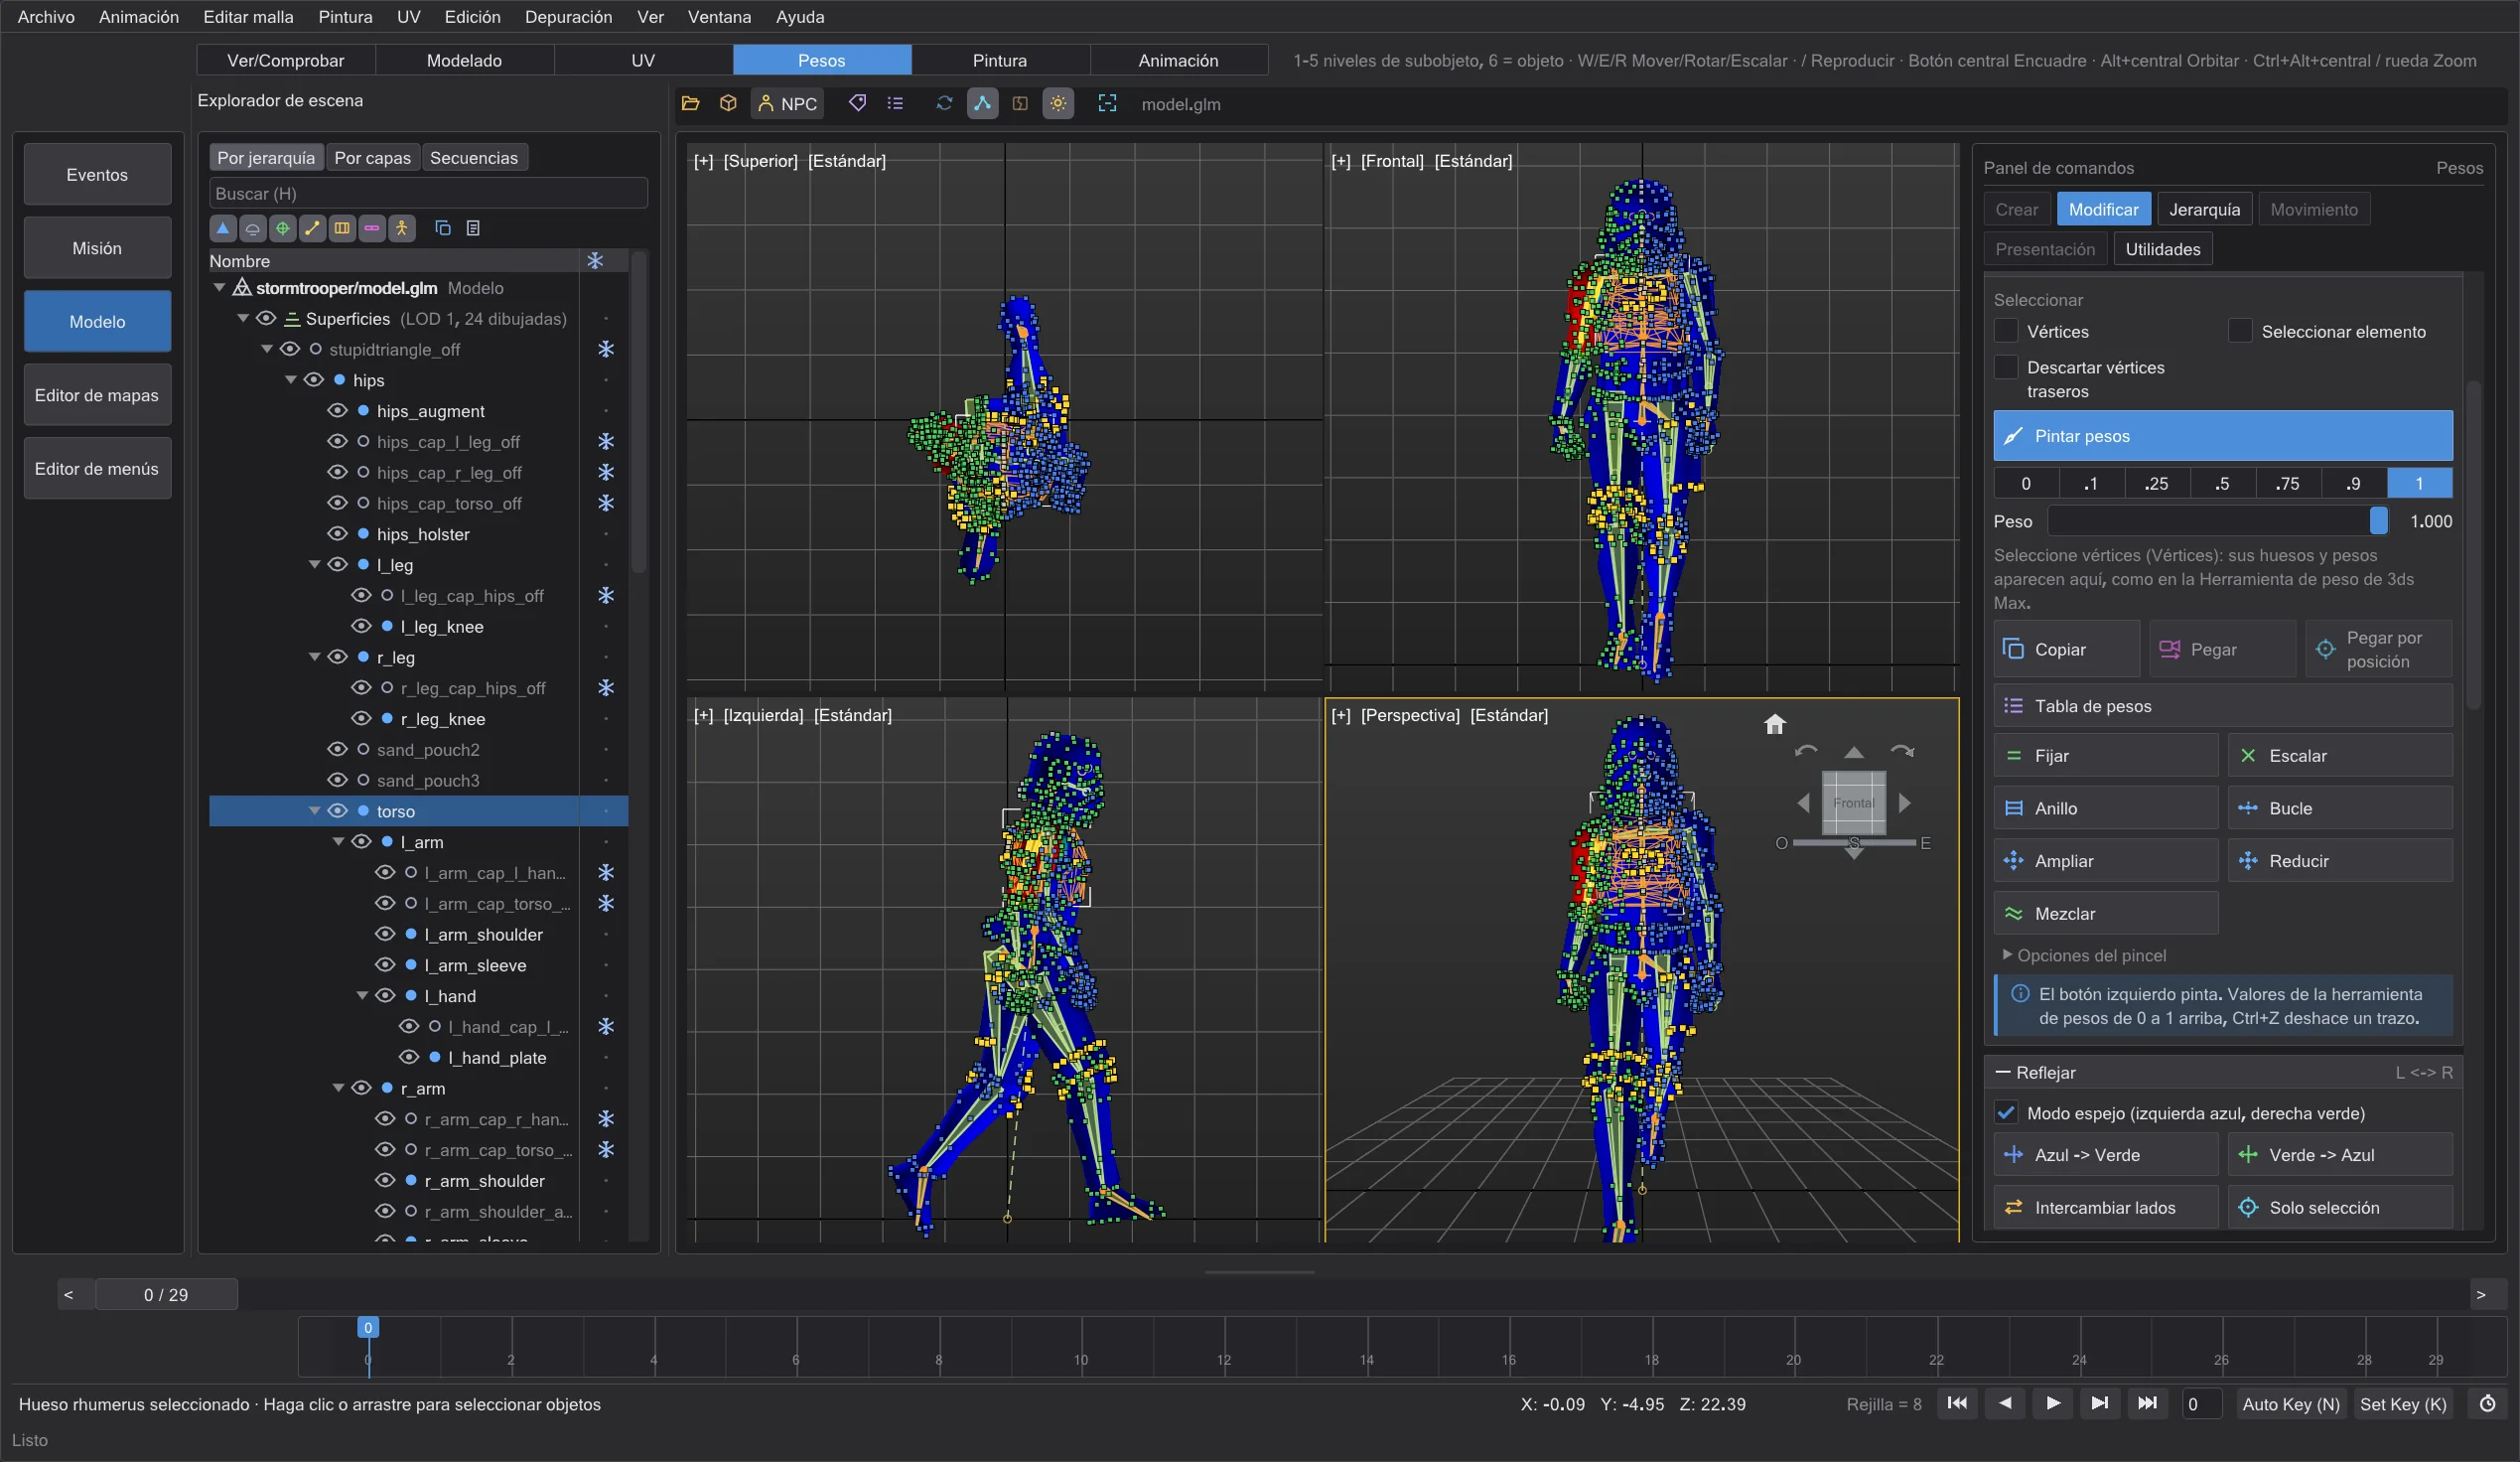 Archivo Animación Editar malla Pintura UV Edición Depuración Ver Ventana Ayuda
Ver/Comprobar Modelado UV Pesos Pintura Animación 1-5 niveles de subobjeto, 6 = objeto · W/E/R Mover/Rotar/Escalar · / Reproducir · Botón central Encuadre · Alt+central Orbitar · Ctrl+Alt+central / rueda Zoom
Explorador de escena
NPC model.glm
Eventos
Misión
Modelo
Editor de mapas
Editor de menús
Por jerarquía Por capas Secuencias
Buscar (H)
Nombre
stormtrooper/model.glm Modelo
Superficies (LOD 1, 24 dibujadas)
stupidtriangle_off
hips
hips_augment
hips_cap_l_leg_off
hips_cap_r_leg_off
hips_cap_torso_off
hips_holster
l_leg
l_leg_cap_hips_off
l_leg_knee
r_leg
r_leg_cap_hips_off
r_leg_knee
sand_pouch2
sand_pouch3
torso
l_arm
l_arm_cap_l_han...
l_arm_cap_torso_...
l_arm_shoulder
l_arm_sleeve
l_hand
l_hand_cap_l_...
l_hand_plate
r_arm
r_arm_cap_r_han...
r_arm_cap_torso_...
r_arm_shoulder
r_arm_shoulder_a...
r_arm_sleeve
[+] [Superior] [Estándar]
[+] [Frontal] [Estándar]
[+] [Izquierda] [Estándar]
[+] [Perspectiva] [Estándar]
Frontal
O S E
Panel de comandos Pesos
Crear Modificar Jerarquía Movimiento
Presentación Utilidades
Seleccionar
Vértices Seleccionar elemento
Descartar vértices
traseros
Pintar pesos
0 .1 .25 .5 .75 .9 1
Peso 1.000
Seleccione vértices (Vértices): sus huesos y pesos
aparecen aquí, como en la Herramienta de peso de 3ds
Max.
Copiar Pegar Pegar por
posición
Tabla de pesos
Fijar Escalar
Anillo Bucle
Ampliar Reducir
Mezclar
Opciones del pincel
El botón izquierdo pinta. Valores de la herramienta
de pesos de 0 a 1 arriba, Ctrl+Z deshace un trazo.
Reflejar L <-> R
Modo espejo (izquierda azul, derecha verde)
Azul -> Verde Verde -> Azul
Intercambiar lados Solo selección
< 0 / 29 >
0
0 2 4 6 8 10 12 14 16 18 20 22 24 26 28 29
Hueso rhumerus seleccionado · Haga clic o arrastre para seleccionar objetos X: -0.09 Y: -4.95 Z: 22.39 Rejilla = 8 0 Auto Key (N) Set Key (K)
Listo